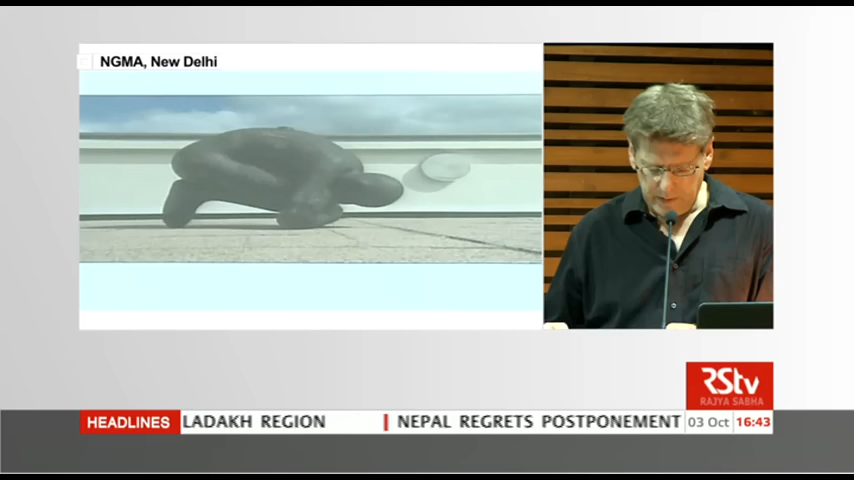 NGMA, New Delhi
RStv
RAJYA SABHA
HEADLINES LADAKH REGION | NEPAL REGRETS POSTPONEMENT 03 Oct 16:43